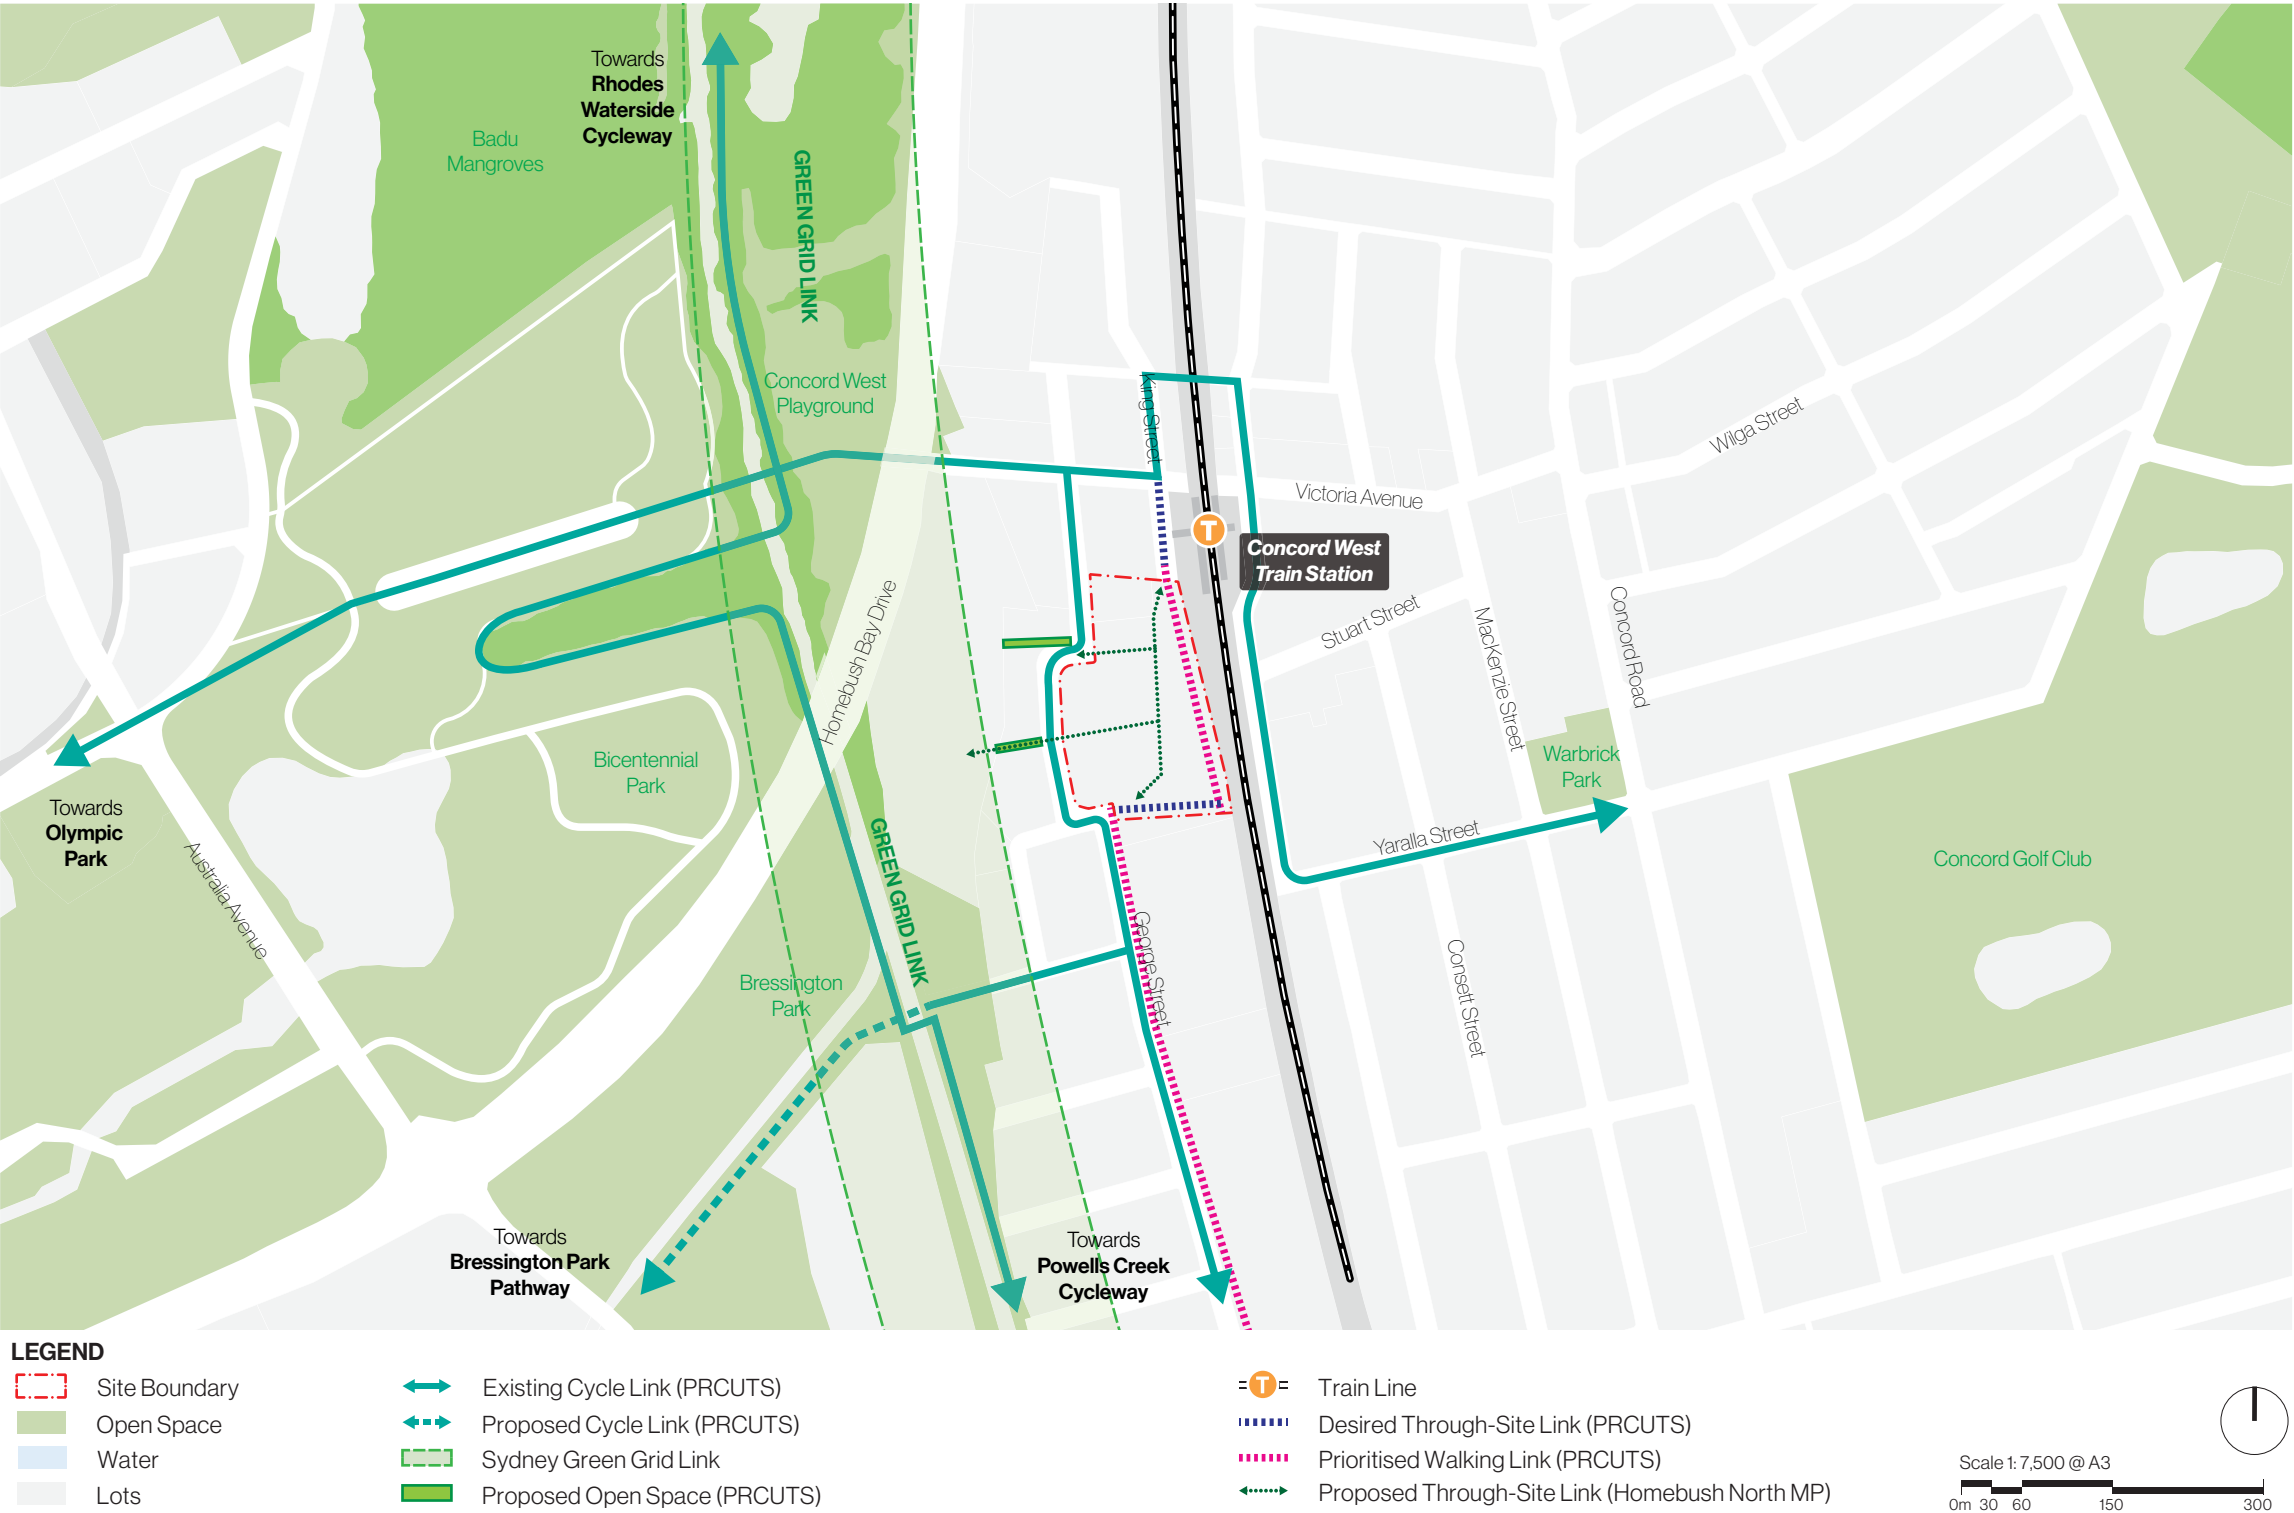 Towards
Rhodes
Waterside
Cycleway
Badu
Mangroves
GREEN GRID LINK
Concord West
Playground
King Street
Wilga Street
Victoria Avenue
T
Concord West
Train Station
Homebush Bay Drive
Stuart Street
MacKenzie Street
Concord Road
Bicentennial
Park
Warbrick
Park
Towards
Olympic
Park
Australia Avenue
GREEN GRID LINK
Yaralla Street
Concord Golf Club
George Street
Consett Street
Bressington
Park
Towards
Bressington Park
Pathway
Towards
Powells Creek
Cycleway
LEGEND
Site Boundary
Open Space
Water
Lots
Existing Cycle Link (PRCUTS)
Proposed Cycle Link (PRCUTS)
Sydney Green Grid Link
Proposed Open Space (PRCUTS)
T
Train Line
Desired Through-Site Link (PRCUTS)
Prioritised Walking Link (PRCUTS)
Proposed Through-Site Link (Homebush North MP)
Scale 1: 7,500 @ A3
0m 30 60 150 300